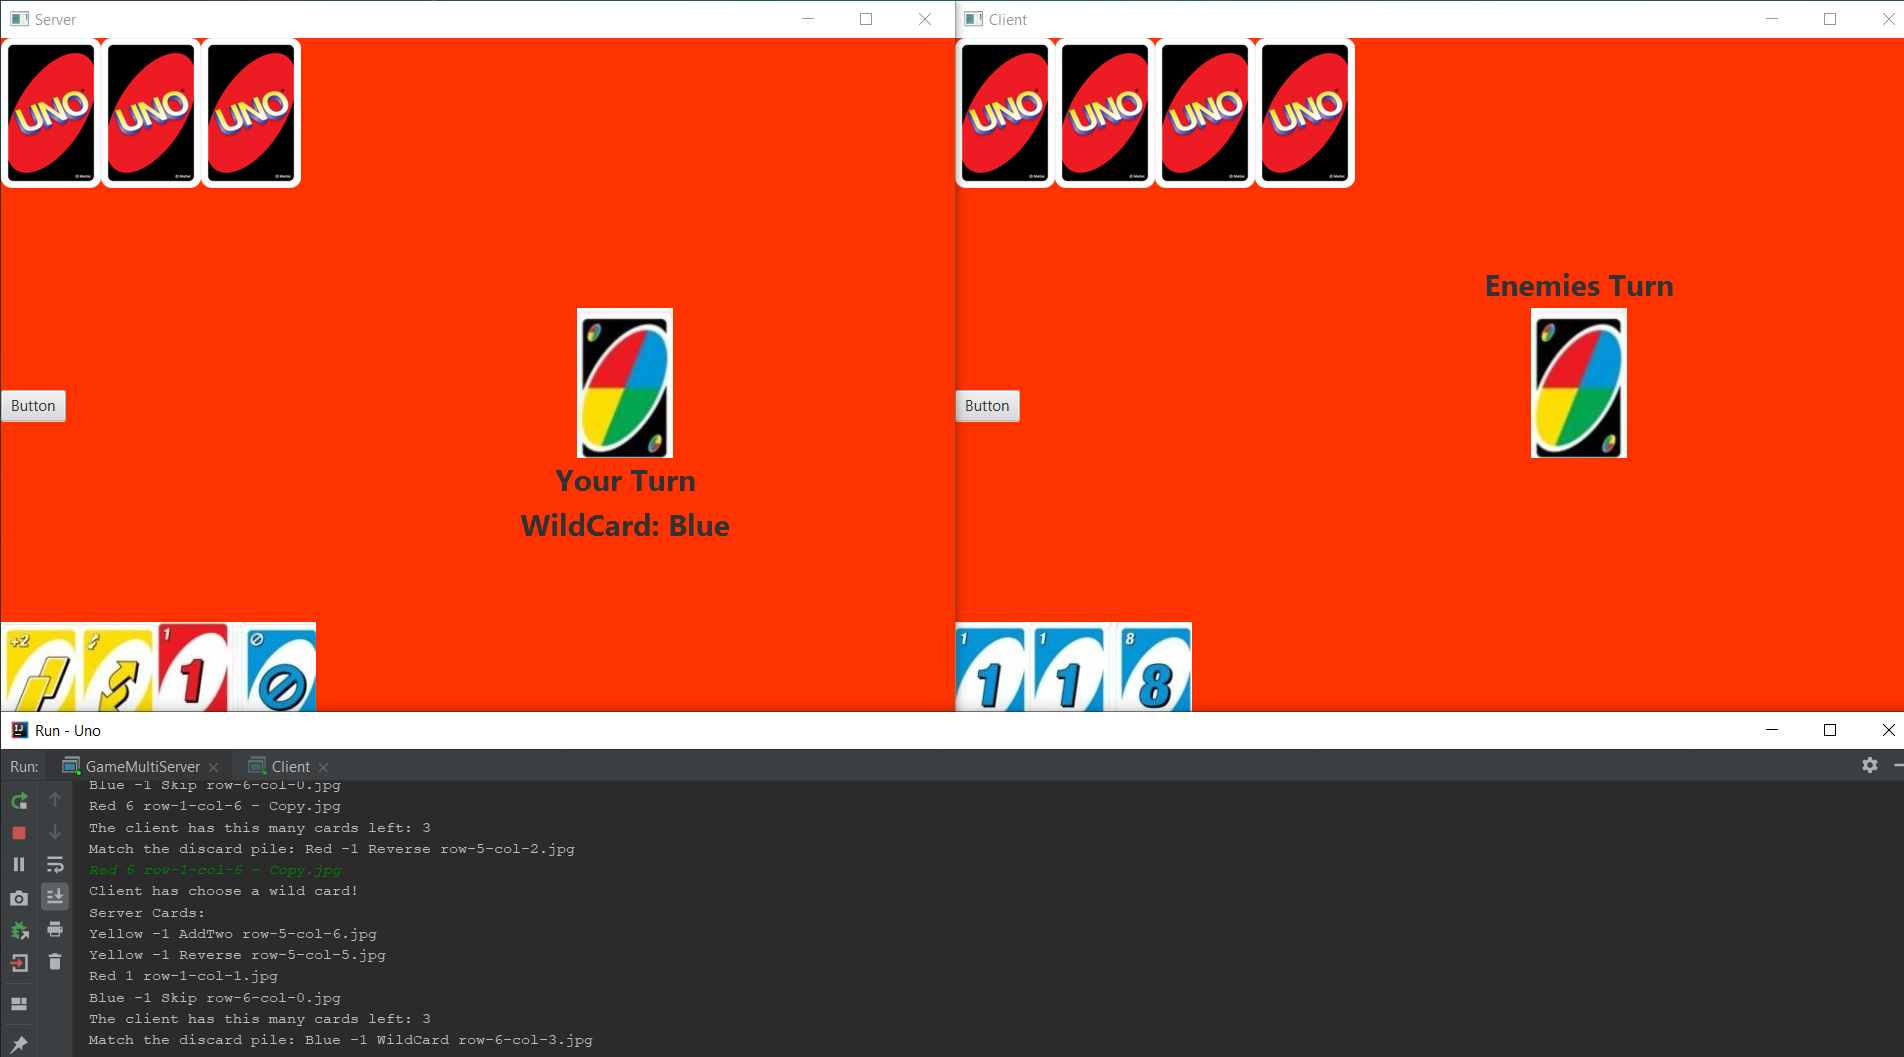 Server
Client
UNO UNO UNO
UNO UNO UNO UNO
Enemies Turn
Button
Button
Your Turn
WildCard: Blue
+2
1
1
1
1
8
1
1
8
Run - Uno
Run:
GameMultiServer
Client
Blue -1 Skip row-6-col-0.jpg
Red 6 row-1-col-6 - Copy.jpg
The client has this many cards left: 3
Match the discard pile: Red -1 Reverse row-5-col-2.jpg
Red 6 row-1-col-6 - Copy.jpg
Client has choose a wild card!
Server Cards:
Yellow -1 AddTwo row-5-col-6.jpg
Yellow -1 Reverse row-5-col-5.jpg
Red 1 row-1-col-1.jpg
Blue -1 Skip row-6-col-0.jpg
The client has this many cards left: 3
Match the discard pile: Blue -1 WildCard row-6-col-3.jpg